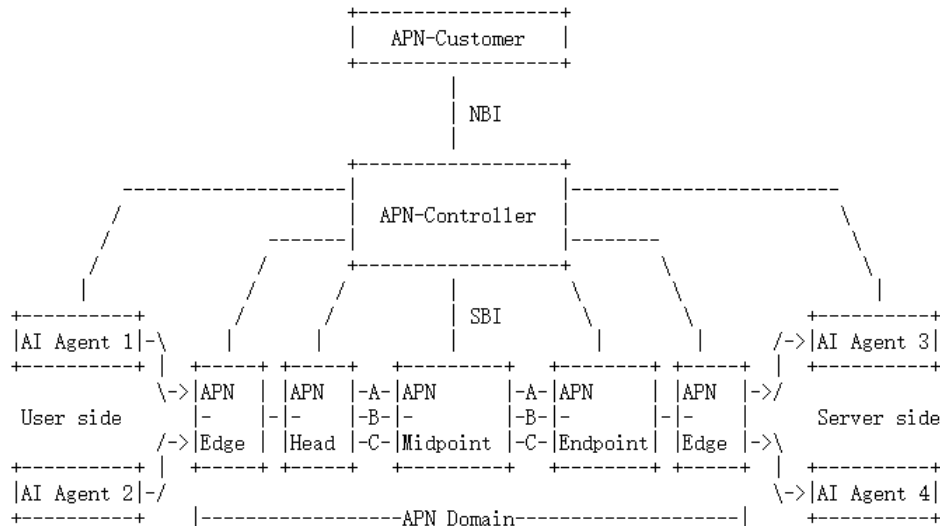 APN-Customer
NBI
APN-Controller
SBI
AI Agent 1
AI Agent 3
APN APN -A- APN -A- APN APN
User side - - - -B- - -B- - - - Server side
Edge Head -C- Midpoint -C- Endpoint Edge
AI Agent 2
AI Agent 4
APN Domain